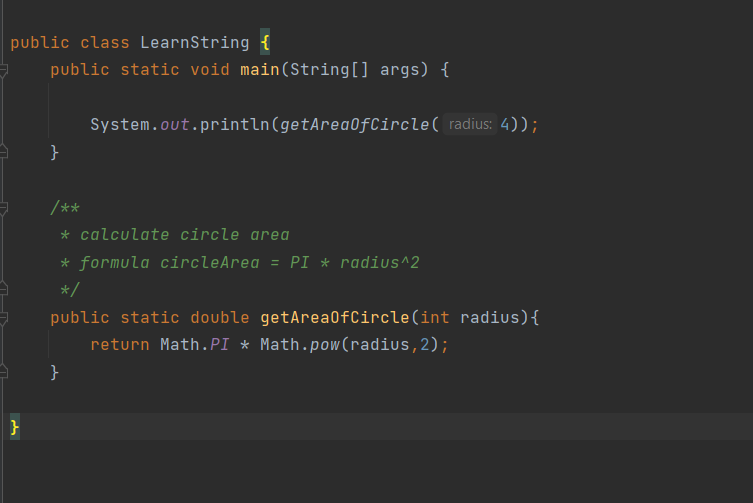 public class LearnString {
    public static void main(String[] args) {
        System.out.println(getAreaOfCircle( radius: 4));
    }
    /**
     * calculate circle area
     * formula circleArea = PI * radius^2
     */
    public static double getAreaOfCircle(int radius){
        return Math.PI * Math.pow(radius,2);
    }
}